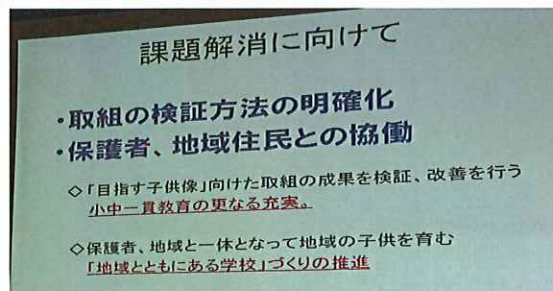 課題解消に向けて
・取組の検証方法の明確化
・保護者、地域住民との協働
◇「目指す子供像」向けた取組の成果を検証、改善を行う
小中一貫教育の更なる充実。
◇保護者、地域と一体となって地域の子供を育む
「地域とともにある学校」づくりの推進